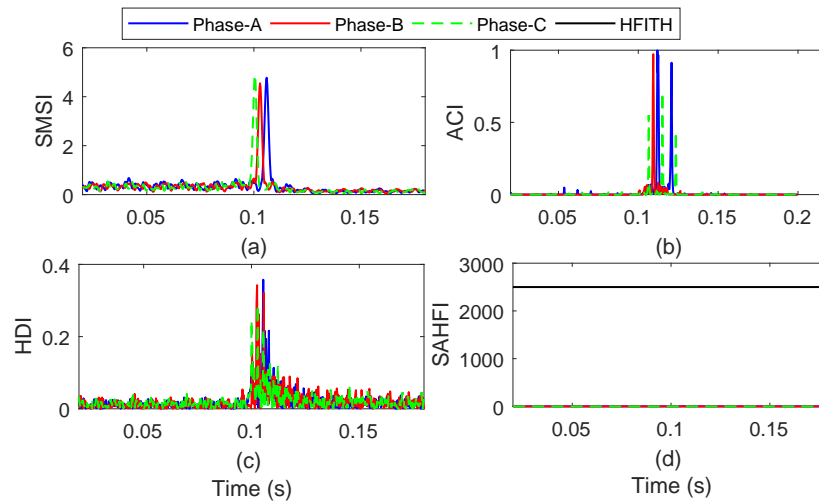 Phase-A Phase-B Phase-C HFITH
6
4
2
0
SMSI
0.05 0.1 0.15
(a)
1
0.5
0
ACI
0.05 0.1 0.15 0.2
(b)
0.4
0.2
0
HDI
0.05 0.1 0.15
(c)
Time (s)
3000
2000
1000
0
SAHFI
0.05 0.1 0.15
(d)
Time (s)